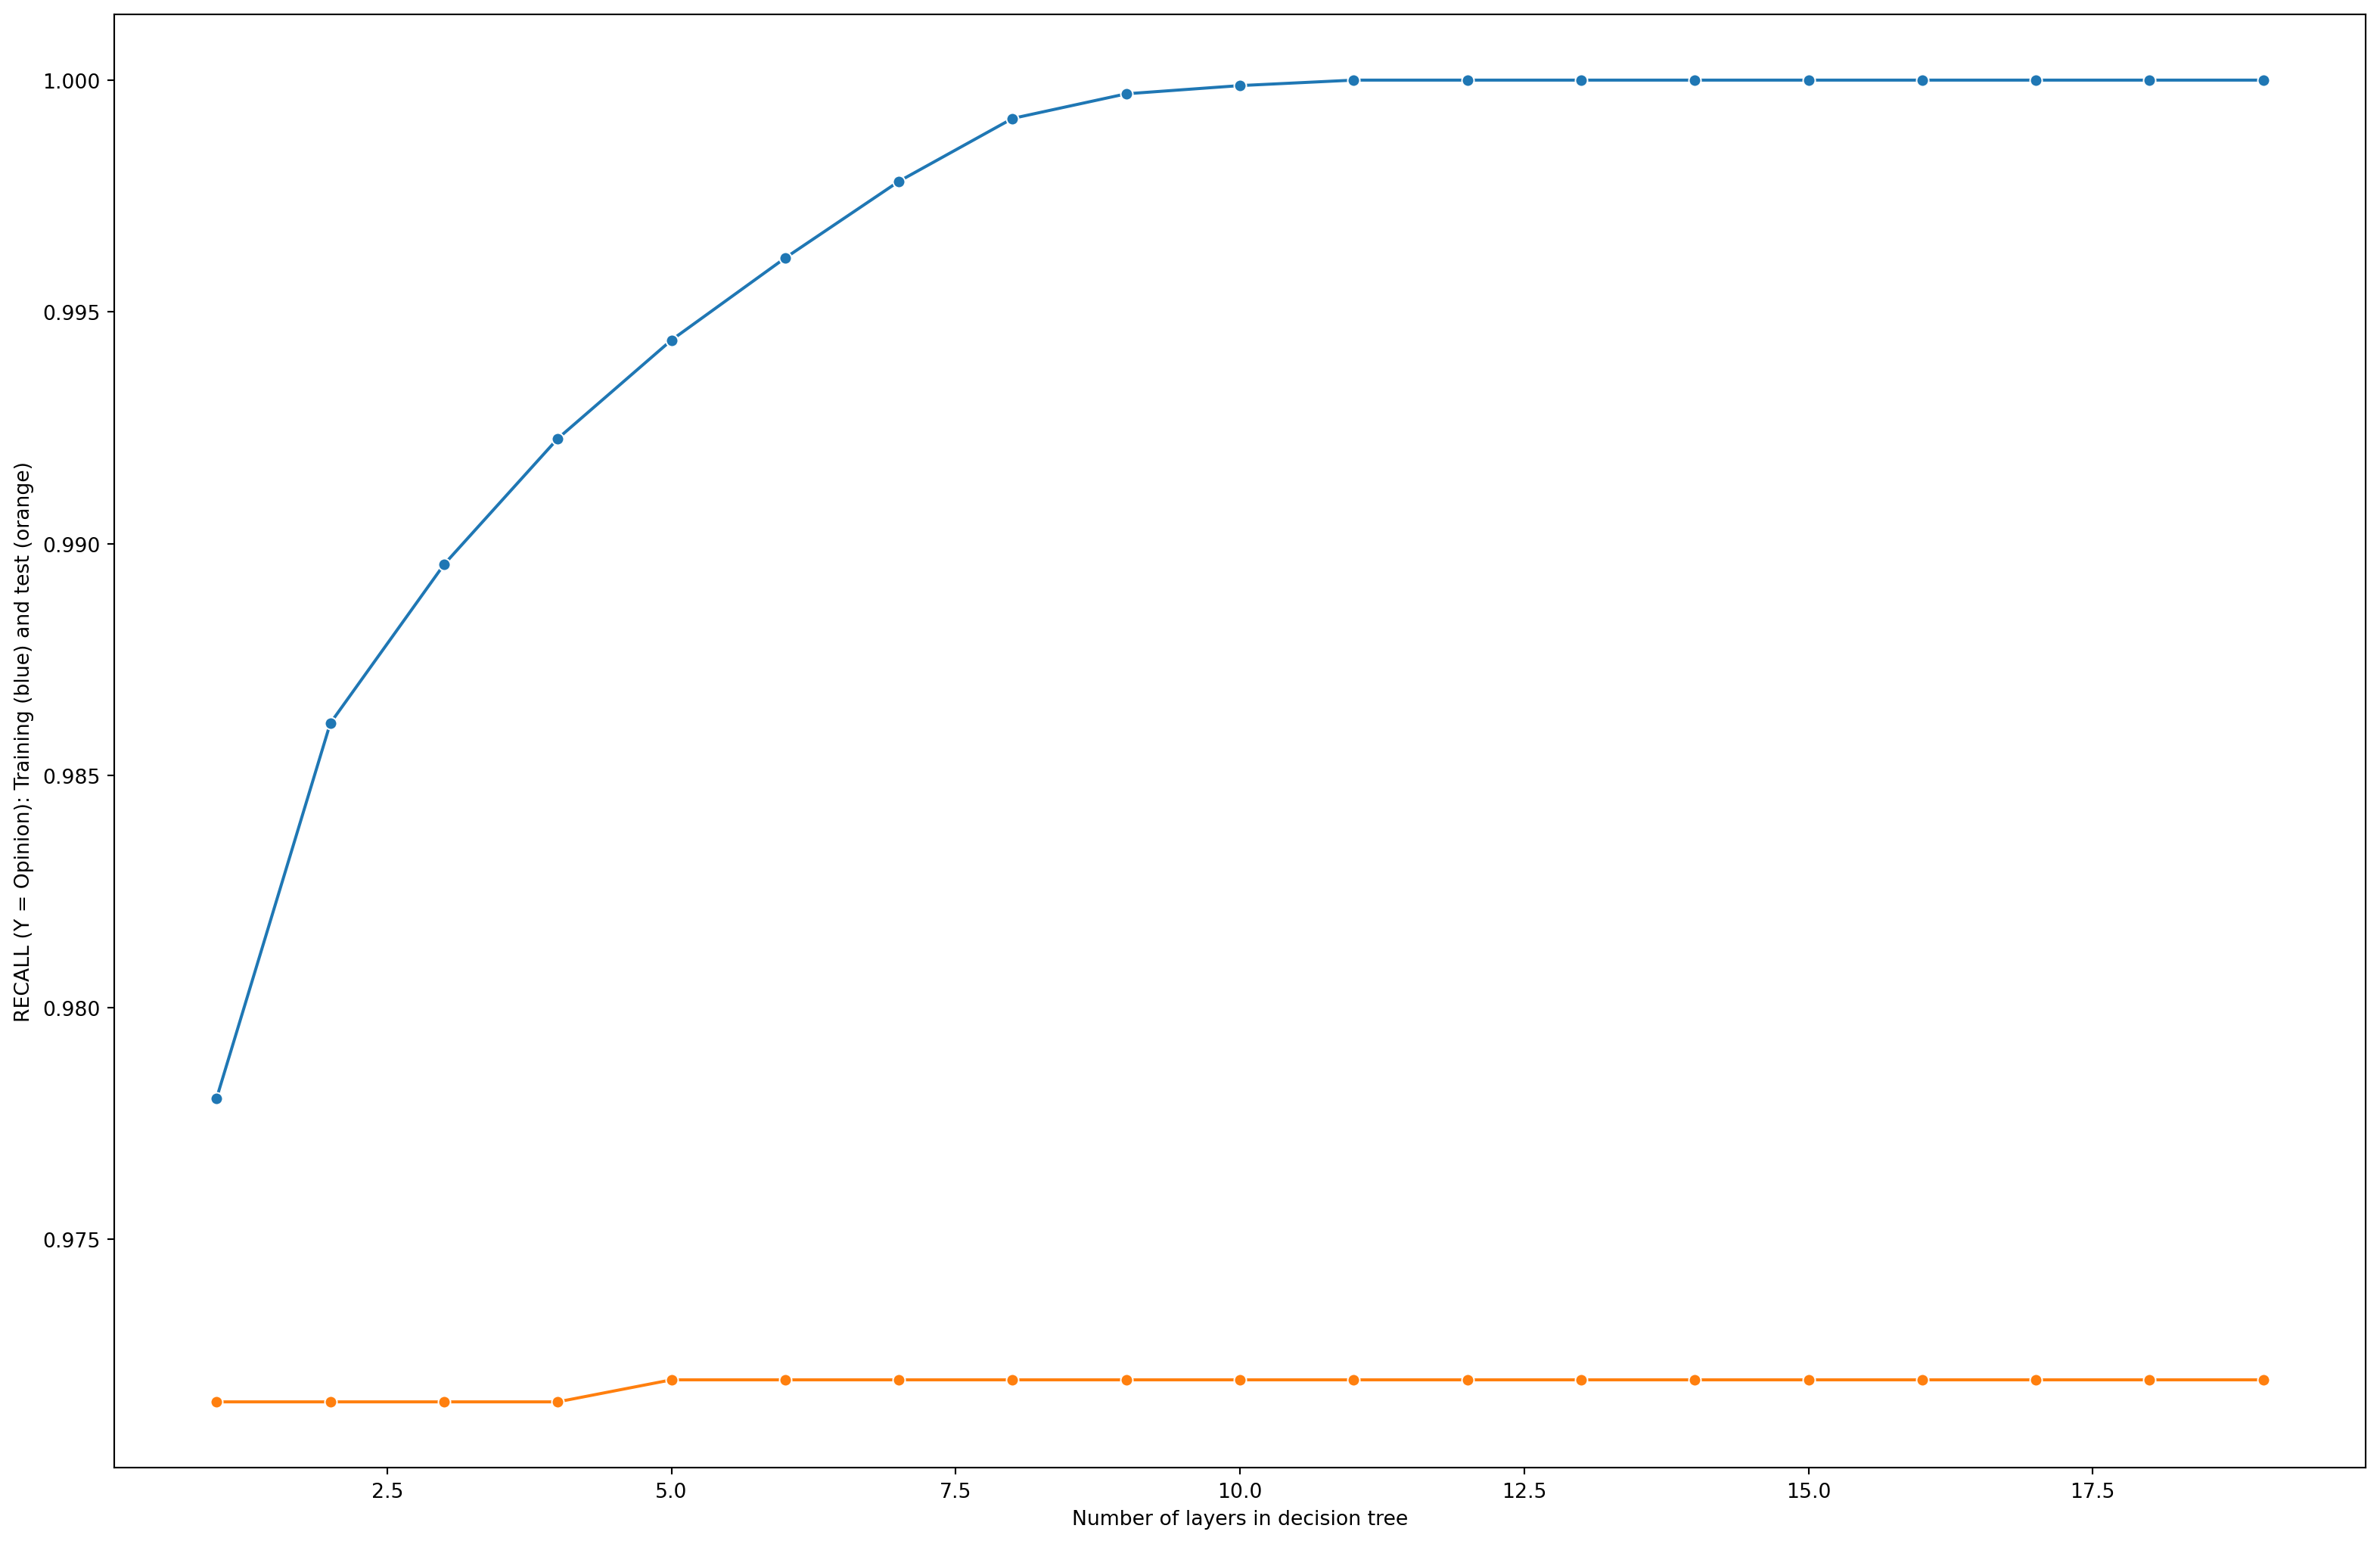 RECALL (Y = Opinion): Training (blue) and test (orange)
1.000
0.995
0.990
0.985
0.980
0.975
2.5 5.0 7.5 10.0 12.5 15.0 17.5
Number of layers in decision tree